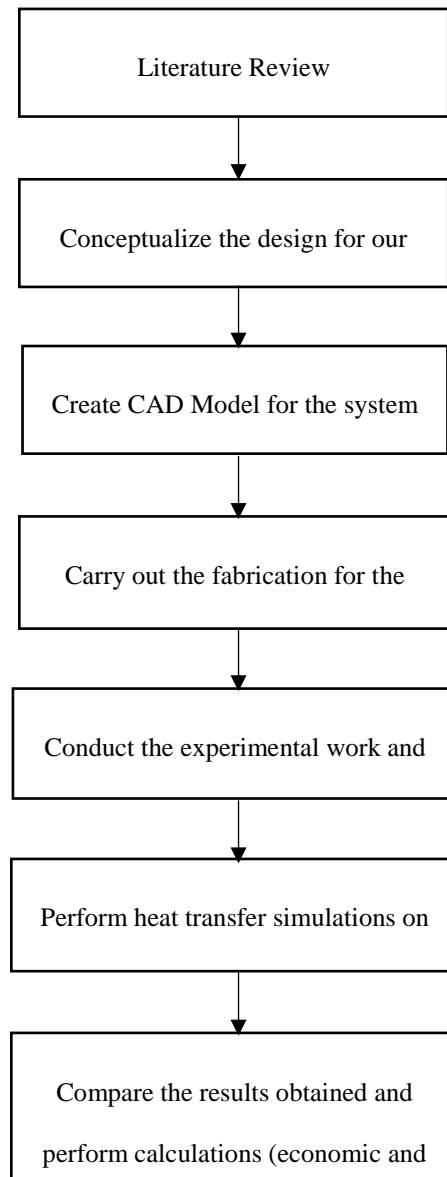 Literature Review
Conceptualize the design for our
Create CAD Model for the system
Carry out the fabrication for the
Conduct the experimental work and
Perform heat transfer simulations on
Compare the results obtained and
perform calculations (economic and